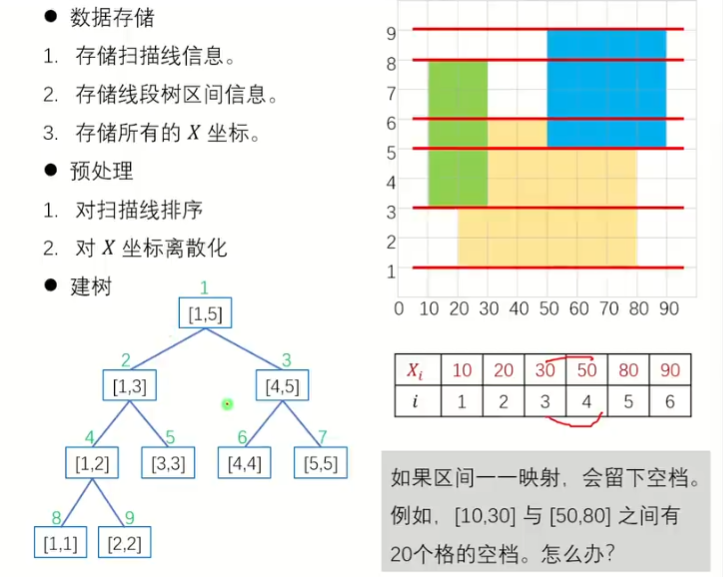 ● 数据存储
1. 存储扫描线信息。
2. 存储线段树区间信息。
3. 存储所有的 X 坐标。
● 预处理
1. 对扫描线排序
2. 对 X 坐标离散化
● 建树
1
[1,5]
2 3
[1,3] [4,5]
4 5 6 7
[1,2] [3,3] [4,4] [5,5]
8 9
[1,1] [2,2]
9
8
7
6
5
4
3
2
1
0 10 20 30 40 50 60 70 80 90
Xi 10 20 30 50 80 90
i 1 2 3 4 5 6
如果区间一一映射，会留下空档。
例如，[10,30] 与 [50,80] 之间有
20个格的空档。怎么办？